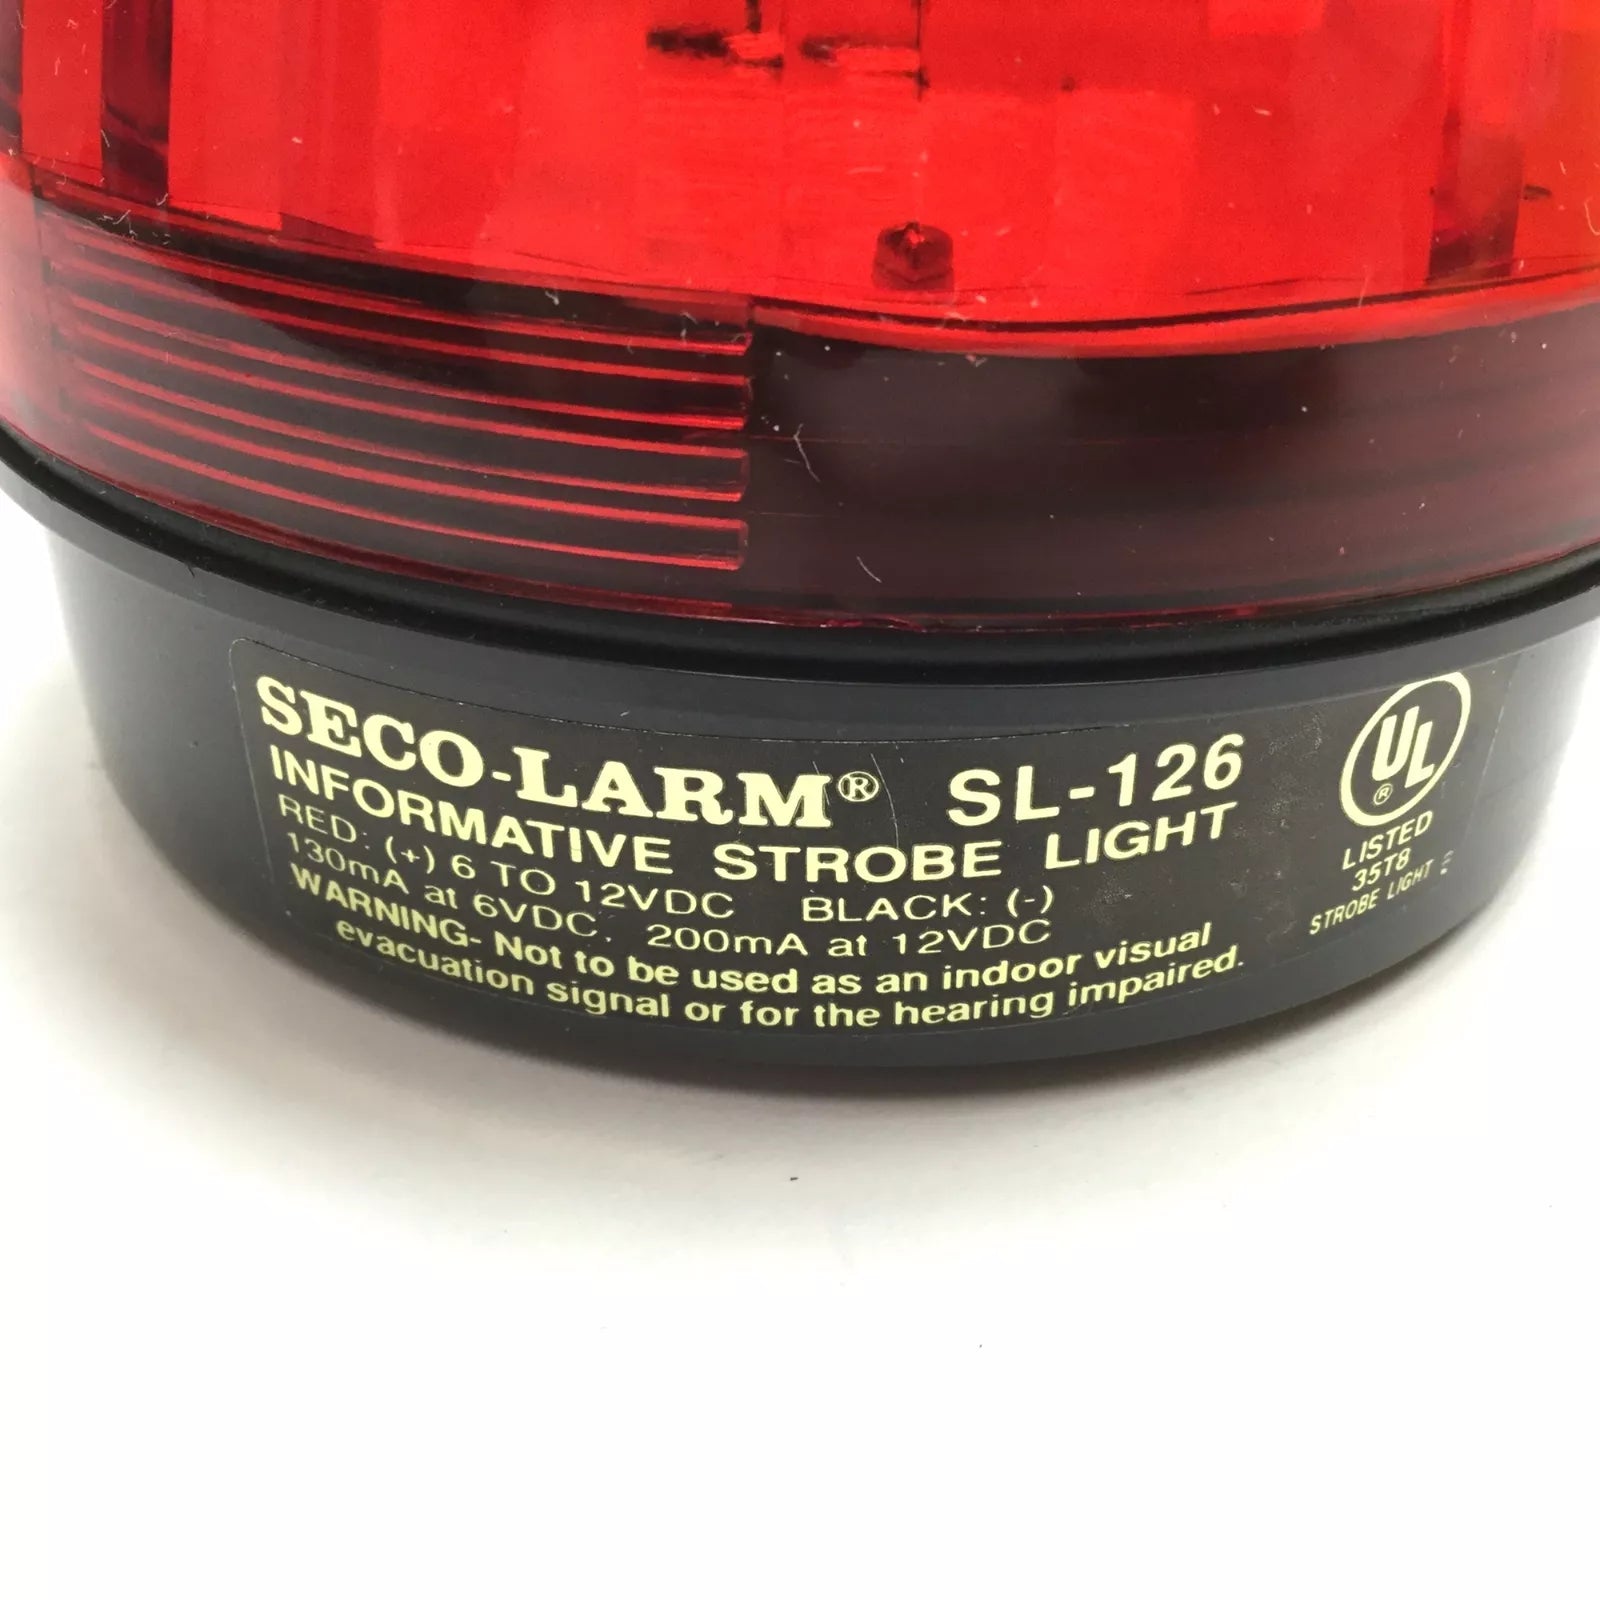 SECO-LARM® SL-126
INFORMATIVE STROBE LIGHT
RED: (+) 6 TO 12VDC BLACK: (-)
130mA at 6VDC, 200mA at 12VDC
WARNING- Not to be used as an indoor visual
evacuation signal or for the hearing impaired.
UL®
LISTED
35T8
STROBE LIGHT